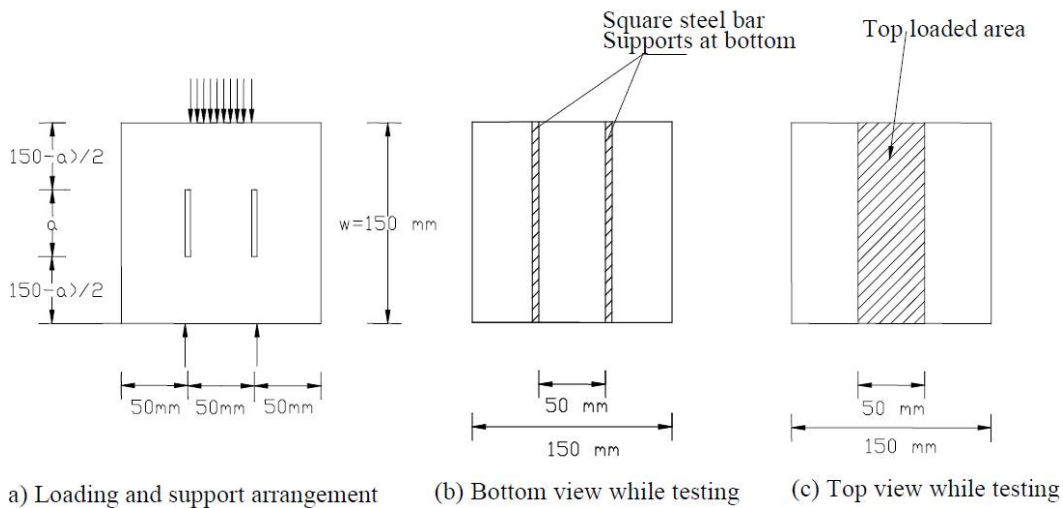 Square steel bar
Supports at bottom
Top loaded area
150-a)/2
a
150-a)/2
w=150 mm
50mm 50mm 50mm
50 mm
150 mm
50 mm
150 mm
a) Loading and support arrangement
(b) Bottom view while testing
(c) Top view while testing